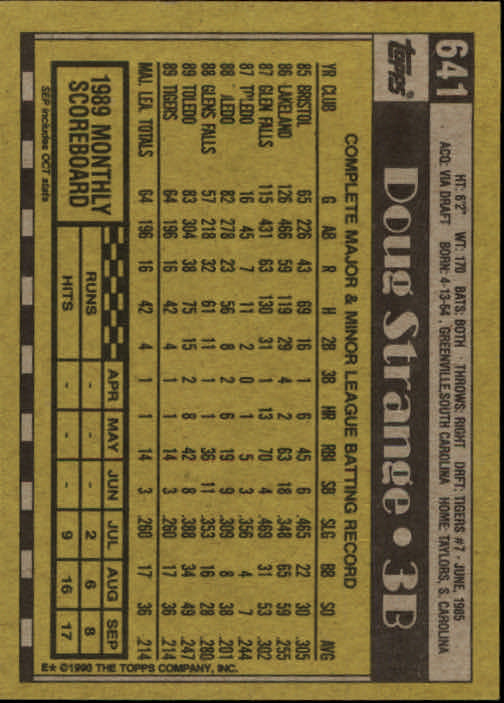 641
topps
HT: 6'2" WT: 170 BATS: BOTH · THROWS: RIGHT DRFT: TIGERS #7 - JUNE, 1985
ACQ: VIA DRAFT BORN: 4-13-64, GREENVILLE, SOUTH CAROLINA HOME: TAYLORS, S. CAROLINA
Doug Strange • 3B
COMPLETE MAJOR & MINOR LEAGUE BATTING RECORD
YR CLUB G AB R H 2B 3B HR RBI SB SLG BB SO AVG
85 BRISTOL 65 226 43 69 16 1 6 45 6 .465 22 30 .305
86 LAKELAND 126 466 59 119 29 4 2 63 18 .348 65 59 .255
87 GLEN FALLS 115 431 63 130 31 1 13 70 4 .469 31 53 .302
87 TOLEDO 16 45 7 11 2 0 1 5 3 .356 4 7 .244
88 TOLEDO 82 278 23 56 8 2 6 19 9 .309 8 38 .201
88 GLENS FALLS 57 218 32 61 11 1 1 36 11 .353 16 28 .280
89 TOLEDO 83 304 38 75 15 2 8 42 8 .388 34 49 .247
89 TIGERS 64 196 16 42 4 1 1 14 3 .260 17 36 .214
MAJ. LEA. TOTALS 64 196 16 42 4 1 1 14 3 .260 17 36 .214
1989 MONTHLY
SCOREBOARD
SEP includes OCT stats
APR MAY JUN JUL AUG SEP
RUNS - - - 2 6 8
HITS - - - 9 16 17
E★ ©1990 THE TOPPS COMPANY, INC.